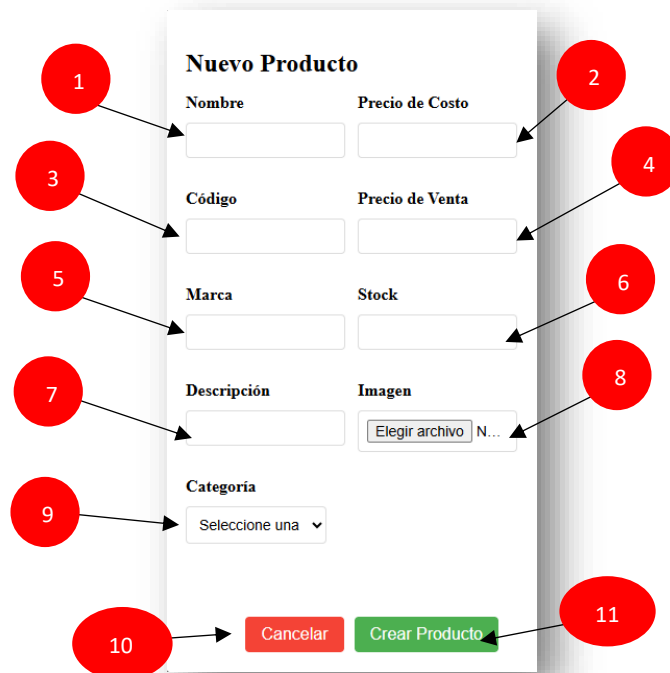 Nuevo Producto
1
2
Nombre Precio de Costo
3
4
Código Precio de Venta
5
6
Marca Stock
7
8
Descripción Imagen
Elegir archivo N...
9
Categoría
Seleccione una
10
11
Cancelar Crear Producto